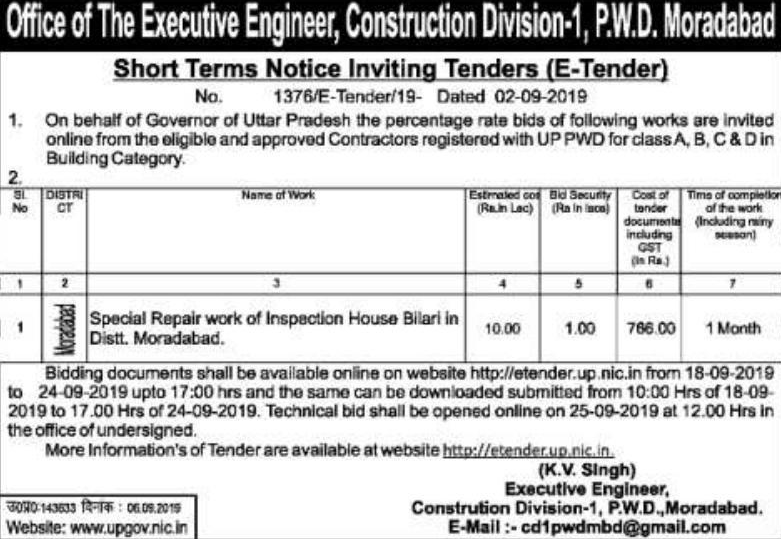 Office of The Executive Engineer, Construction Division-1, P.W.D. Moradabad
Short Terms Notice Inviting Tenders (E-Tender)
No. 1376/E-Tender/19- Dated 02-09-2019
1. On behalf of Governor of Uttar Pradesh the percentage rate bids of following works are invited
online from the eligible and approved Contractors registered with UP PWD for class A, B, C & D in
Building Category.
2.
Sl. No DISTRI CT Name of Work Estimated cost (Rs.in Lac) Bid Security (Rs in lacs) Cost of tender documents including GST (in Rs.) Time of completion of the work (Including rainy season)
1 2 3 4 5 6 7
1 Moradabad Special Repair work of Inspection House Bilari in Distt. Moradabad. 10.00 1.00 766.00 1 Month
Bidding documents shall be available online on website http://etender.up.nic.in from 18-09-2019
to 24-09-2019 upto 17:00 hrs and the same can be downloaded submitted from 10:00 Hrs of 18-09-
2019 to 17.00 Hrs of 24-09-2019. Technical bid shall be opened online on 25-09-2019 at 12.00 Hrs in
the office of undersigned.
More Information's of Tender are available at website http://etender.up.nic.in.
(K.V. Singh)
Executive Engineer,
Constrution Division-1, P.W.D.,Moradabad.
E-Mail :- cd1pwdmbd@gmail.com
उ०प्र०:143633 दिनांक : 06.09.2019
Website: www.upgov.nic.in